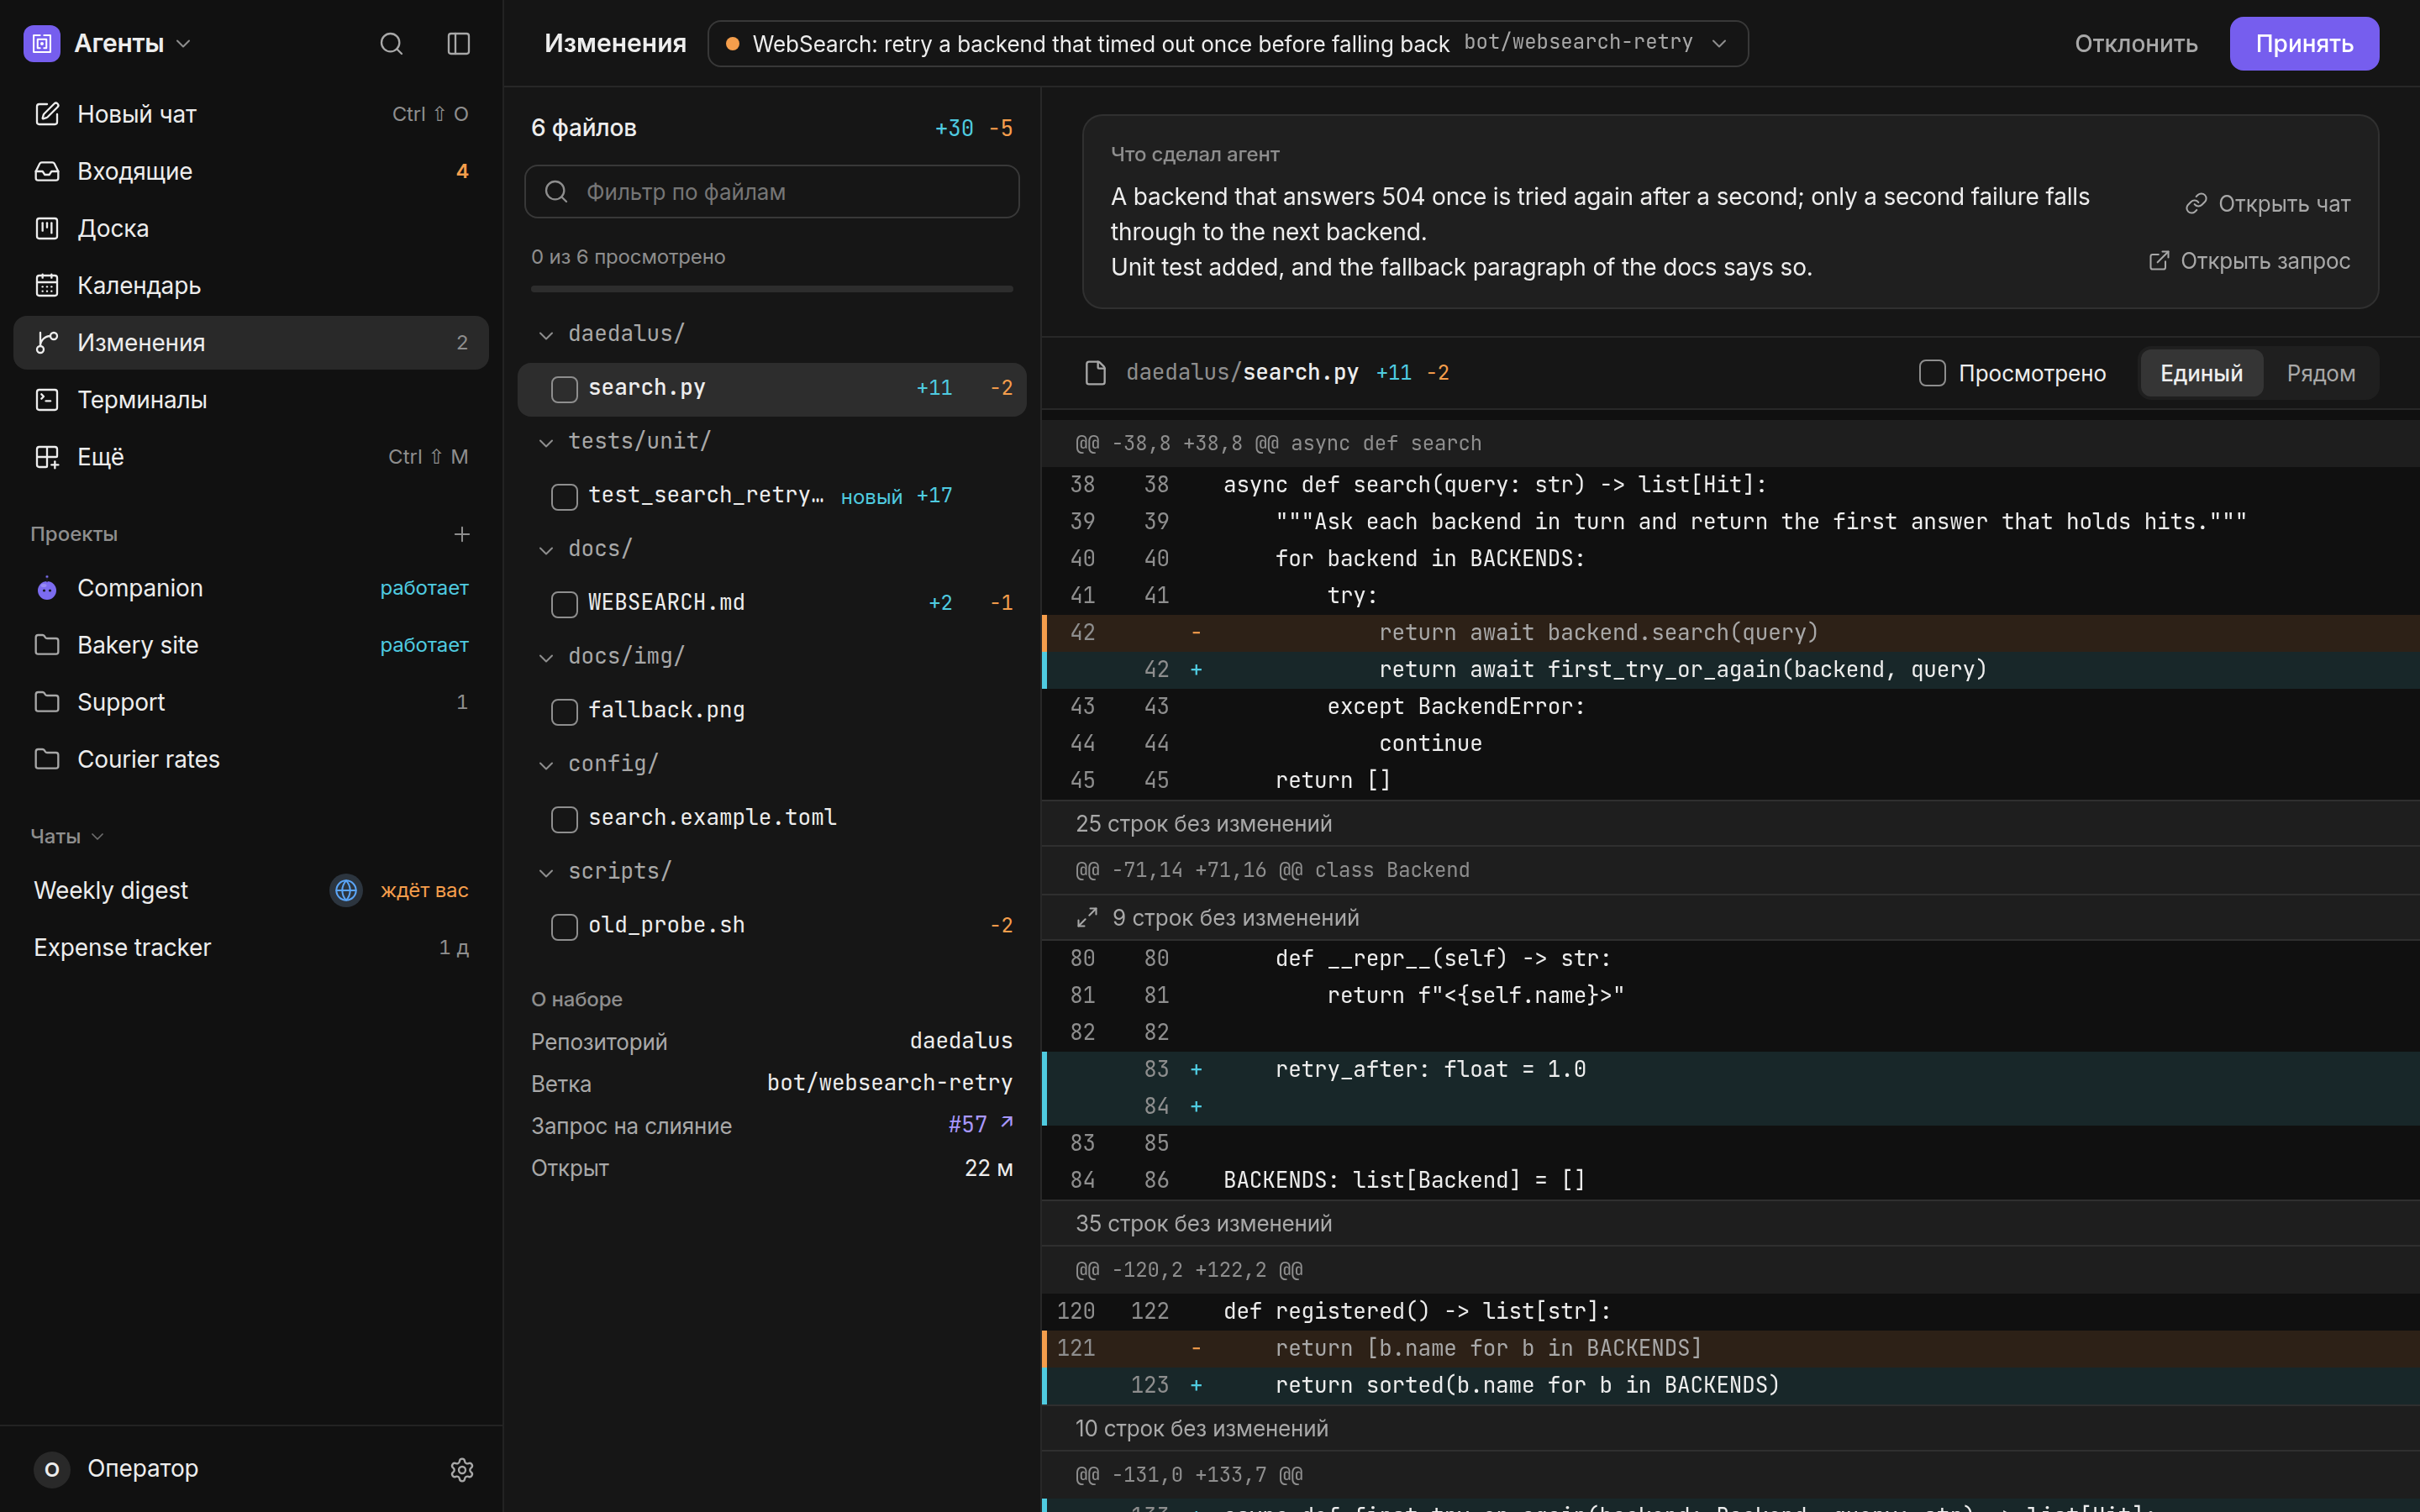 Агенты
Новый чат Ctrl ⇧ O
Входящие 4
Доска
Календарь
Изменения 2
Терминалы
Ещё Ctrl ⇧ M
Проекты
Companion работает
Bakery site работает
Support 1
Courier rates
Чаты
Weekly digest ждёт вас
Expense tracker 1 д
O Оператор
Изменения WebSearch: retry a backend that timed out once before falling back bot/websearch-retry
Отклонить Принять
6 файлов +30 -5
Фильтр по файлам
0 из 6 просмотрено
daedalus/
search.py +11 -2
tests/unit/
test_search_retry… новый +17
docs/
WEBSEARCH.md +2 -1
docs/img/
fallback.png
config/
search.example.toml
scripts/
old_probe.sh -2
О наборе
Репозиторий daedalus
Ветка bot/websearch-retry
Запрос на слияние #57
Открыт 22 м
Что сделал агент
A backend that answers 504 once is tried again after a second; only a second failure falls
through to the next backend.
Unit test added, and the fallback paragraph of the docs says so.
Открыть чат
Открыть запрос
daedalus/search.py +11 -2
Просмотрено Единый Рядом
@@ -38,8 +38,8 @@ async def search
38 38 async def search(query: str) -> list[Hit]:
39 39 """Ask each backend in turn and return the first answer that holds hits."""
40 40 for backend in BACKENDS:
41 41 try:
42 - return await backend.search(query)
42 + return await first_try_or_again(backend, query)
43 43 except BackendError:
44 44 continue
45 45 return []
25 строк без изменений
@@ -71,14 +71,16 @@ class Backend
9 строк без изменений
80 80 def __repr__(self) -> str:
81 81 return f"<{self.name}>"
82 82
83 + retry_after: float = 1.0
84 +
83 85
84 86 BACKENDS: list[Backend] = []
35 строк без изменений
@@ -120,2 +122,2 @@
120 122 def registered() -> list[str]:
121 - return [b.name for b in BACKENDS]
123 + return sorted(b.name for b in BACKENDS)
10 строк без изменений
@@ -131,0 +133,7 @@
133 + async def first_try_or_again(backend: Backend, query: str) -> list[Hit]: